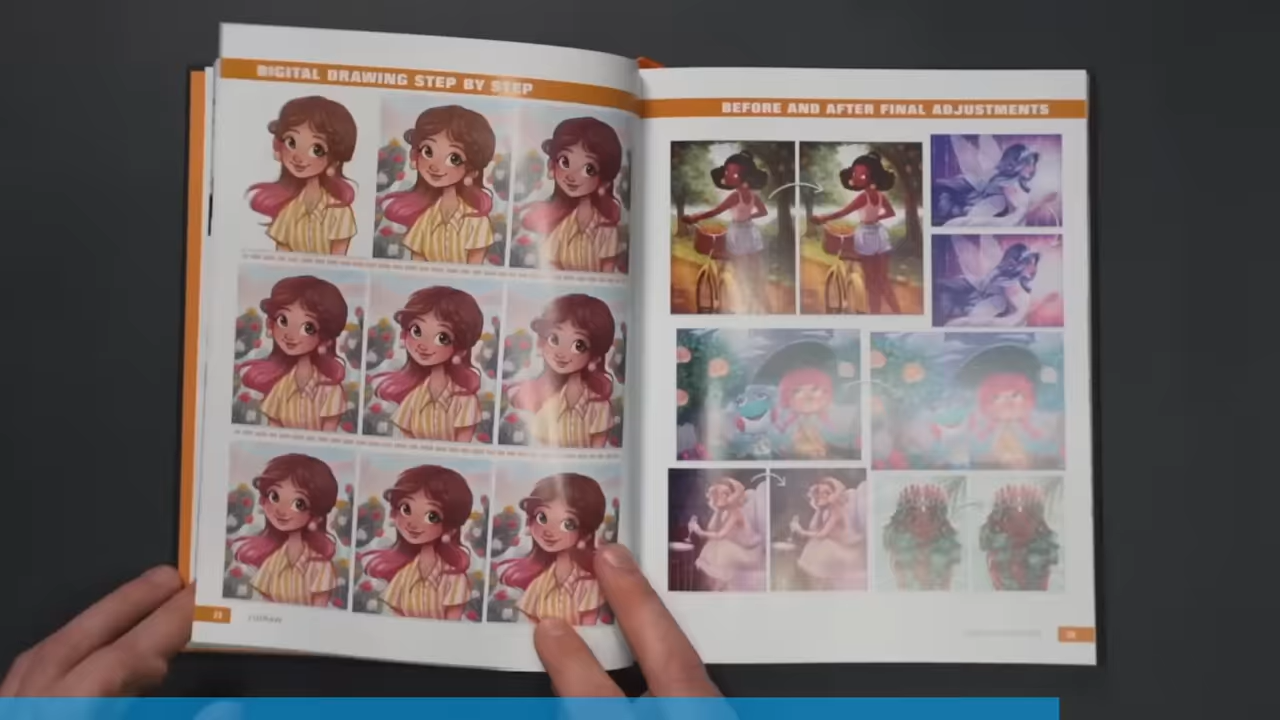 DIGITAL DRAWING STEP BY STEP
BEFORE AND AFTER FINAL ADJUSTMENTS